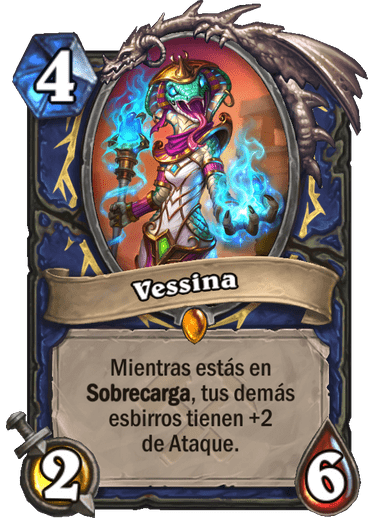 4
Vessina
Mientras estás en
Sobrecarga, tus demás
esbirros tienen +2
de Ataque.
2
6